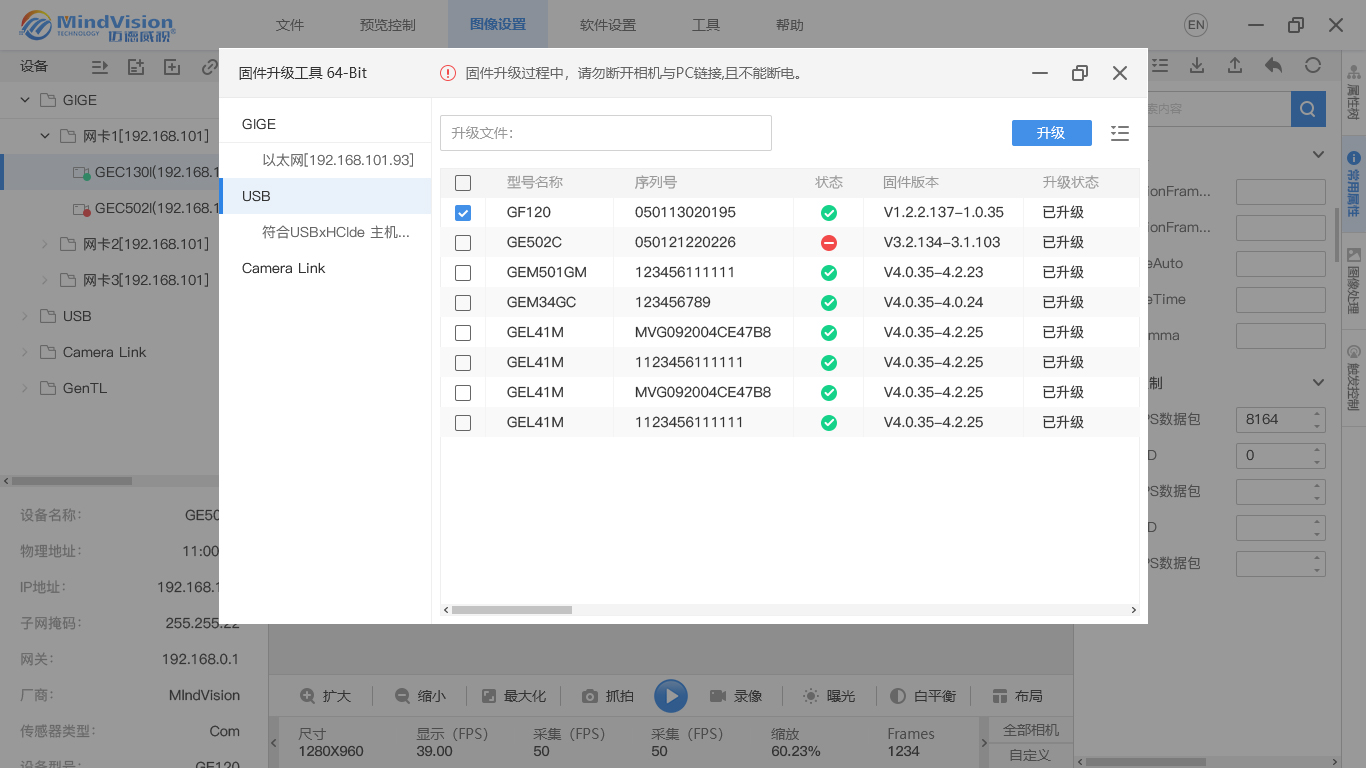 MindVision
TECHNOLOGY 迈德威视
文件
预览控制
图像设置
软件设置
工具
帮助
EN
设备
固件升级工具 64-Bit
固件升级过程中，请勿断开相机与PC链接,且不能断电。
GIGE
网卡1[192.168.101]
GEC130I(192.168.1
GEC502I(192.168.1
网卡2[192.168.101]
网卡3[192.168.101]
USB
Camera Link
GenTL
GIGE
以太网[192.168.101.93]
USB
符合USBxHCIde 主机...
Camera Link
升级文件:
升级
型号名称 序列号 状态 固件版本 升级状态
GF120 050113020195 V1.2.2.137-1.0.35 已升级
GE502C 050121220226 V3.2.134-3.1.103 已升级
GEM501GM 123456111111 V4.0.35-4.2.23 已升级
GEM34GC 123456789 V4.0.35-4.0.24 已升级
GEL41M MVG092004CE47B8 V4.0.35-4.2.25 已升级
GEL41M 1123456111111 V4.0.35-4.2.25 已升级
GEL41M MVG092004CE47B8 V4.0.35-4.2.25 已升级
GEL41M 1123456111111 V4.0.35-4.2.25 已升级
索内容
ionFram...
ionFram...
eAuto
eTime
mma
制
PS数据包 8164
D 0
PS数据包
D
PS数据包
属性树
常用属性
图像处理
触发控制
设备名称: GE50
物理地址: 11:00
IP地址: 192.168.1
子网掩码: 255.255.22
网关: 192.168.0.1
厂商: MIndVision
传感器类型: Com
设备型号: GE120
扩大
缩小
最大化
抓拍
录像
曝光
白平衡
布局
尺寸
1280X960
显示（FPS）
39.00
采集（FPS）
50
采集（FPS）
50
缩放
60.23%
Frames
1234
全部相机
自定义